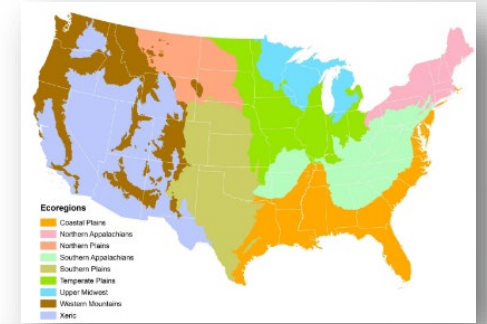 Ecoregions
Coastal Plains
Northern Appalachians
Northern Plains
Southern Appalachians
Southern Plains
Temperate Plains
Upper Midwest
Western Mountains
Xeric